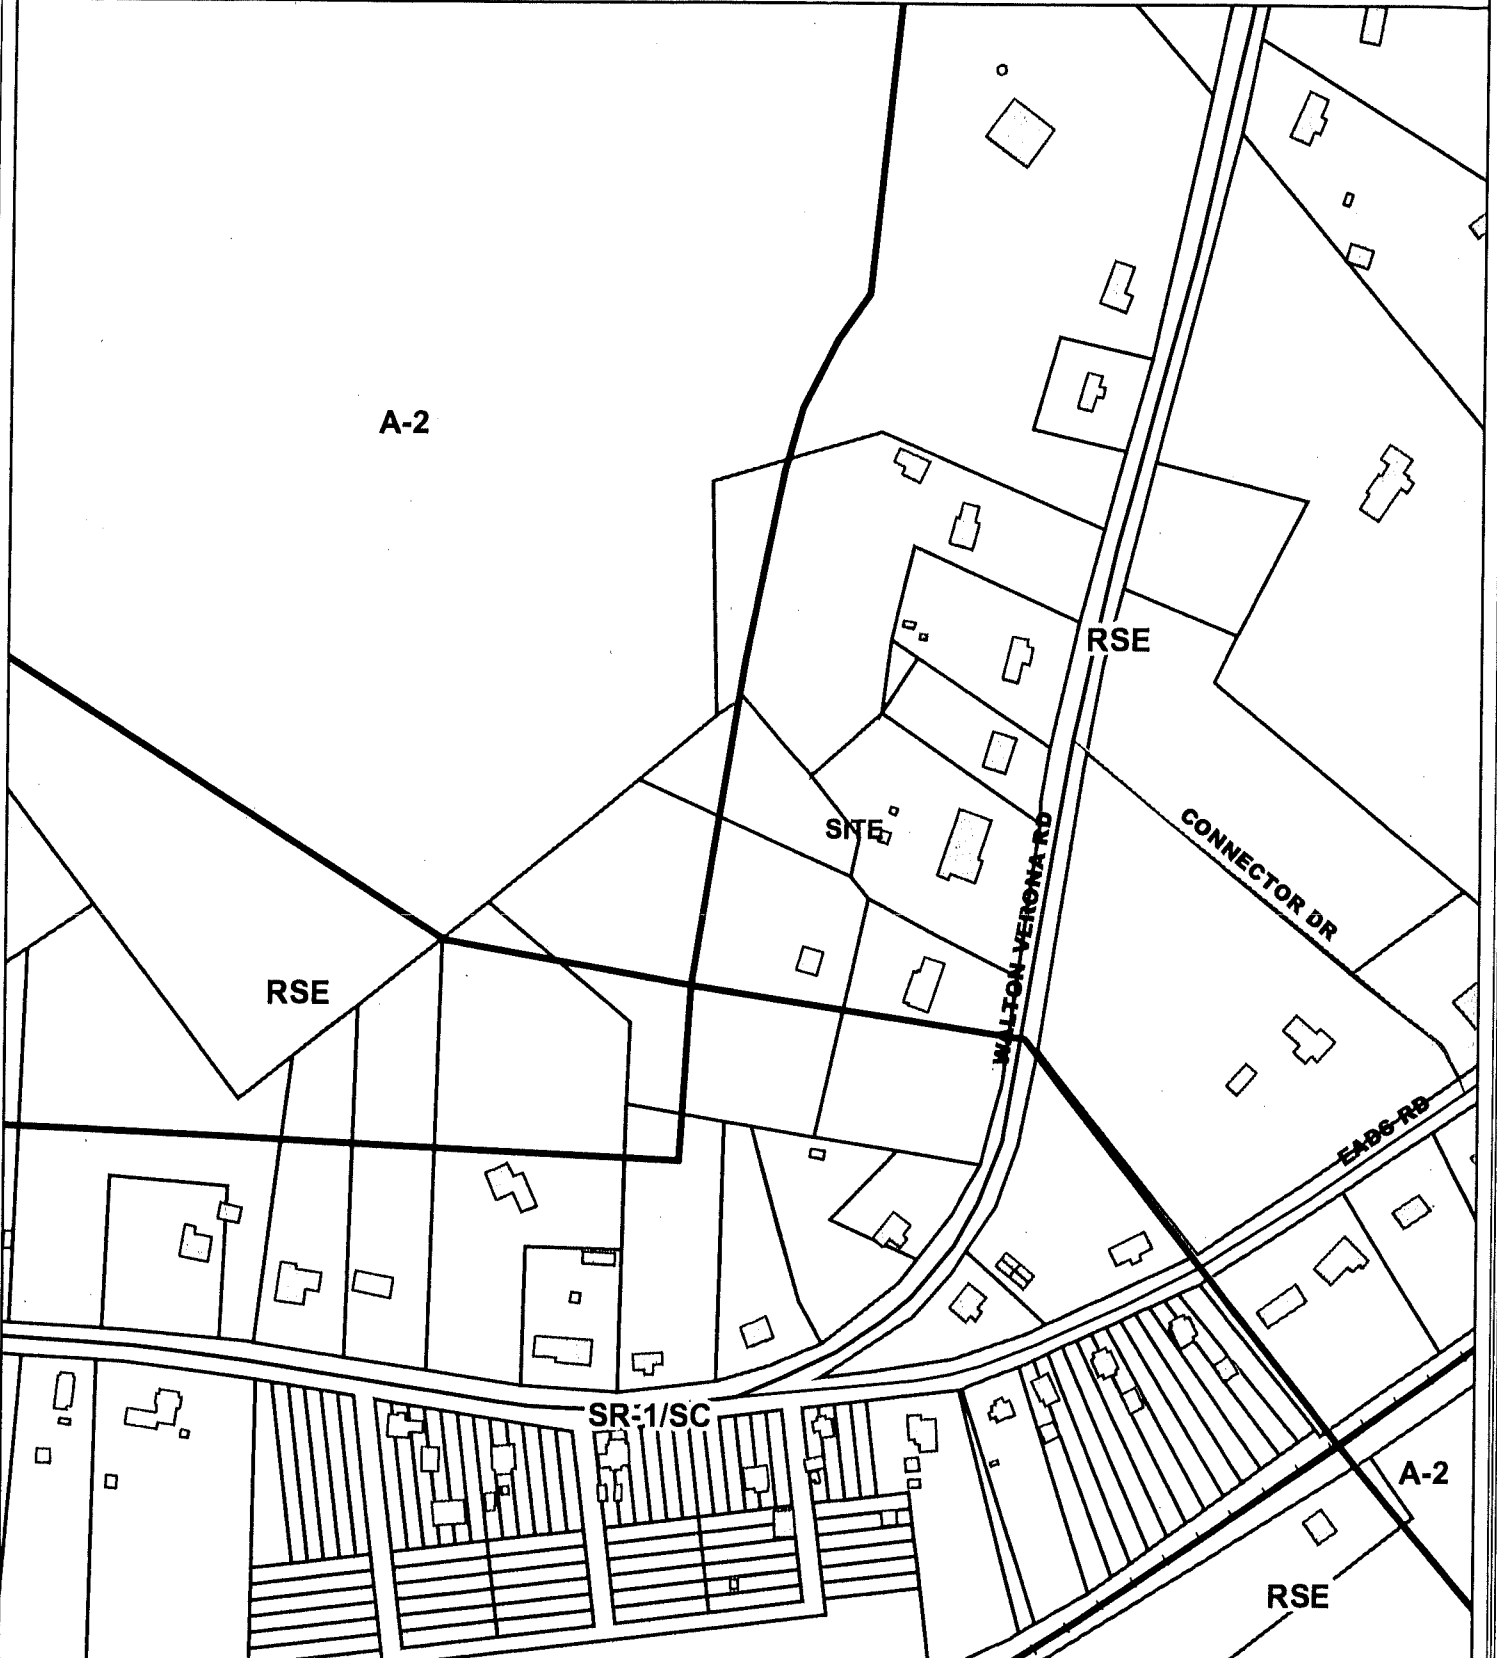 A-2
RSE
SITE
CONNECTOR DR
WALTON VERONA RD
RSE
EADS RD
SR-1/SC
A-2
RSE